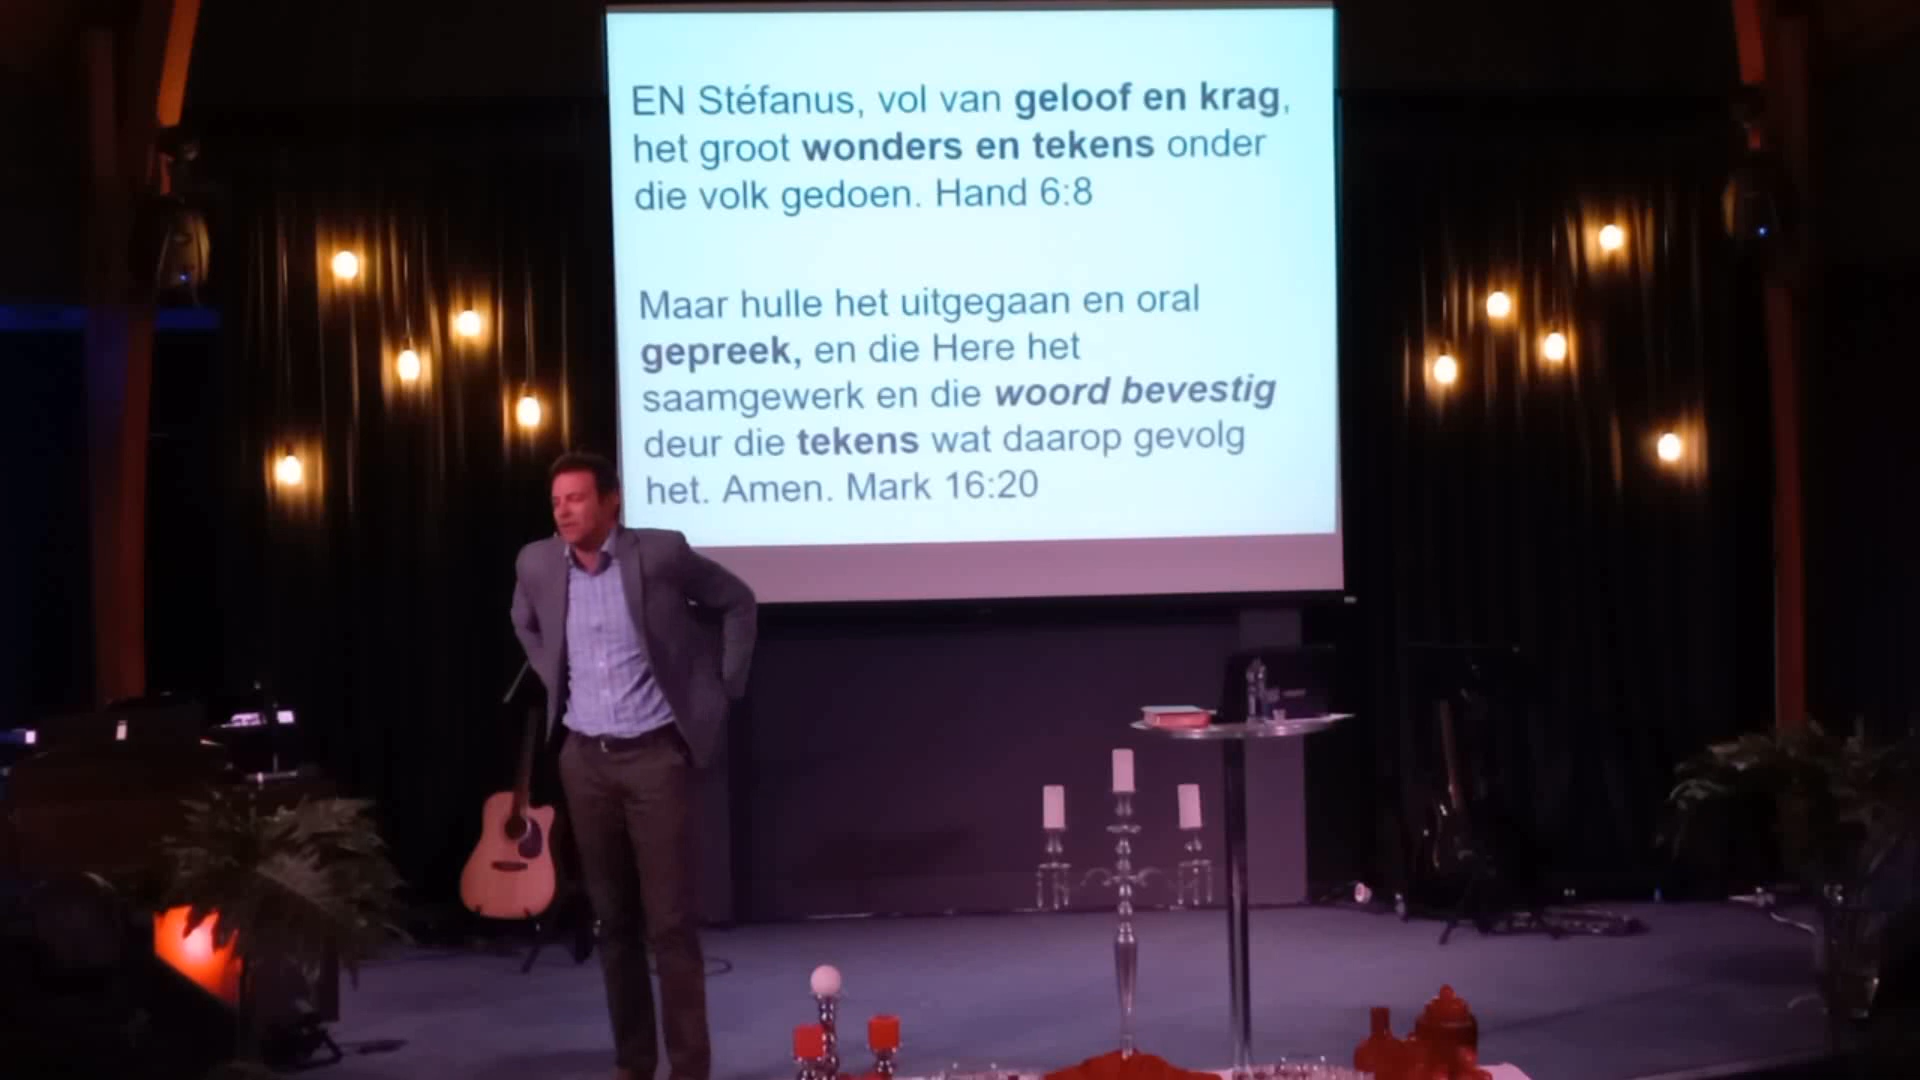 EN Stéfanus, vol van geloof en krag,
het groot wonders en tekens onder
die volk gedoen. Hand 6:8
Maar hulle het uitgegaan en oral
gepreek, en die Here het
saamgewerk en die woord bevestig
deur die tekens wat daarop gevolg
het. Amen. Mark 16:20